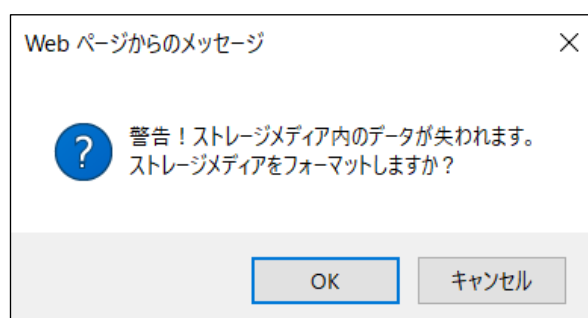 Web ページからのメッセージ
警告！ストレージメディア内のデータが失われます。
ストレージメディアをフォーマットしますか？
OK
キャンセル